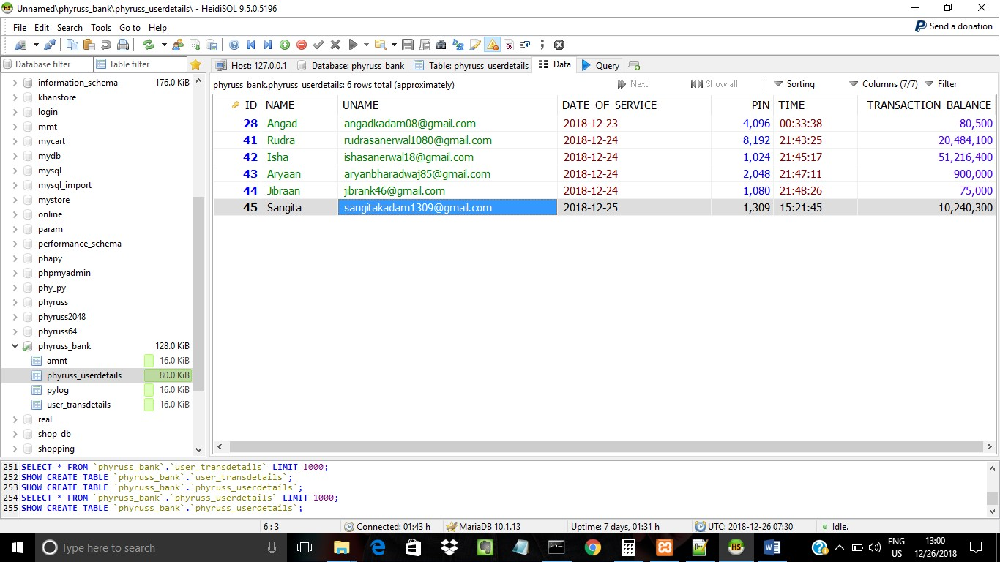 Unnamed\phyruss_bank\phyruss_userdetails\ - HeidiSQL 9.5.0.5196
File Edit Search Tools Go to Help
Send a donation
Database filter Table filter
Host: 127.0.0.1 Database: phyruss_bank Table: phyruss_userdetails Data Query
phyruss_bank.phyruss_userdetails: 6 rows total (approximately) Next Show all Sorting Columns (7/7) Filter
information_schema 176.0 KiB
khanstore
login
mmt
mycart
mydb
mysql
mysql_import
mystore
online
param
performance_schema
phapy
phpmyadmin
phy_py
phyruss
phyruss2048
phyruss64
phyruss_bank 128.0 KiB
amnt 16.0 KiB
phyruss_userdetails 80.0 KiB
pylog 16.0 KiB
user_transdetails 16.0 KiB
real
shop_db
shopping
ID NAME UNAME DATE_OF_SERVICE PIN TIME TRANSACTION_BALANCE
28 Angad angadkadam08@gmail.com 2018-12-23 4,096 00:33:38 80,500
41 Rudra rudrasanerwal1080@gmail.com 2018-12-24 8,192 21:43:25 20,484,100
42 Isha ishasanerwal18@gmail.com 2018-12-24 1,024 21:45:17 51,216,400
43 Aryaan aryanbharadwaj85@gmail.com 2018-12-24 2,048 21:47:11 900,000
44 Jibraan jibrank46@gmail.com 2018-12-24 1,080 21:48:26 75,000
45 Sangita sangitakadam1309@gmail.com 2018-12-25 1,309 15:21:45 10,240,300
251 SELECT * FROM `phyruss_bank`.`user_transdetails` LIMIT 1000;
252 SHOW CREATE TABLE `phyruss_bank`.`user_transdetails`;
253 SHOW CREATE TABLE `phyruss_bank`.`phyruss_userdetails`;
254 SELECT * FROM `phyruss_bank`.`phyruss_userdetails` LIMIT 1000;
255 SHOW CREATE TABLE `phyruss_bank`.`phyruss_userdetails`;
6 : 3 Connected: 01:43 h MariaDB 10.1.13 Uptime: 7 days, 01:31 h UTC: 2018-12-26 07:30 Idle.
Type here to search
ENG US
13:00
12/26/2018